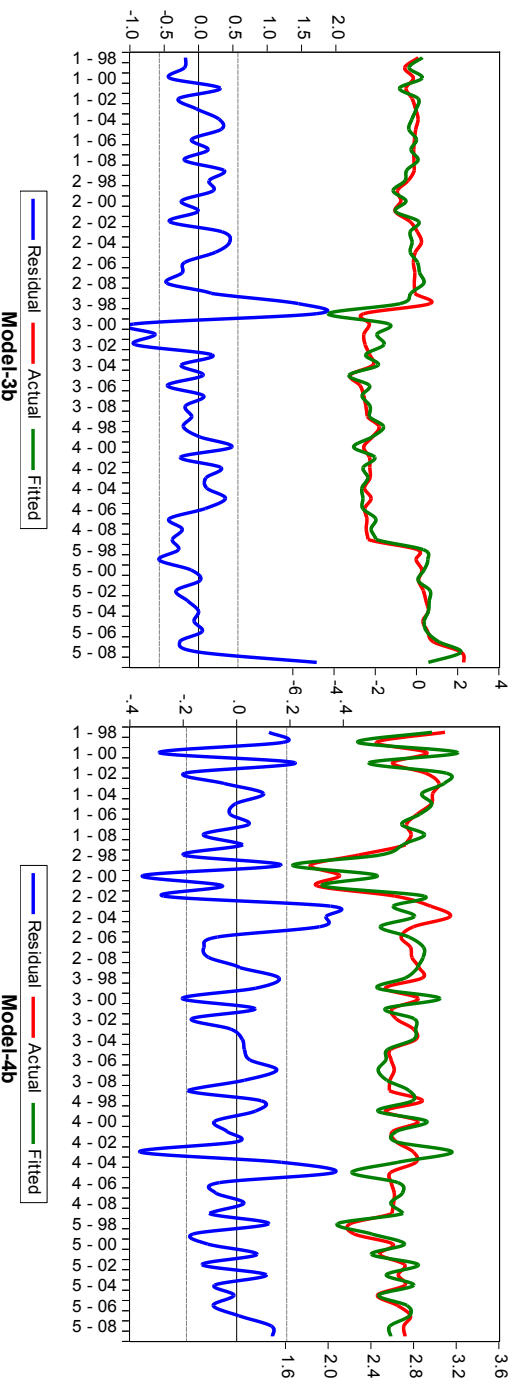 2.0
1.5
1.0
0.5
0.0
-0.5
-1.0
4
2
0
-2
-4
-6
1 - 98
1 - 00
1 - 02
1 - 04
1 - 06
1 - 08
2 - 98
2 - 00
2 - 02
2 - 04
2 - 06
2 - 08
3 - 98
3 - 00
3 - 02
3 - 04
3 - 06
3 - 08
4 - 98
4 - 00
4 - 02
4 - 04
4 - 06
4 - 08
5 - 98
5 - 00
5 - 02
5 - 04
5 - 06
5 - 08
Residual Actual Fitted
Model-3b
.4
.2
.0
-.2
-.4
3.6
3.2
2.8
2.4
2.0
1.6
1 - 98
1 - 00
1 - 02
1 - 04
1 - 06
1 - 08
2 - 98
2 - 00
2 - 02
2 - 04
2 - 06
2 - 08
3 - 98
3 - 00
3 - 02
3 - 04
3 - 06
3 - 08
4 - 98
4 - 00
4 - 02
4 - 04
4 - 06
4 - 08
5 - 98
5 - 00
5 - 02
5 - 04
5 - 06
5 - 08
Residual Actual Fitted
Model-4b